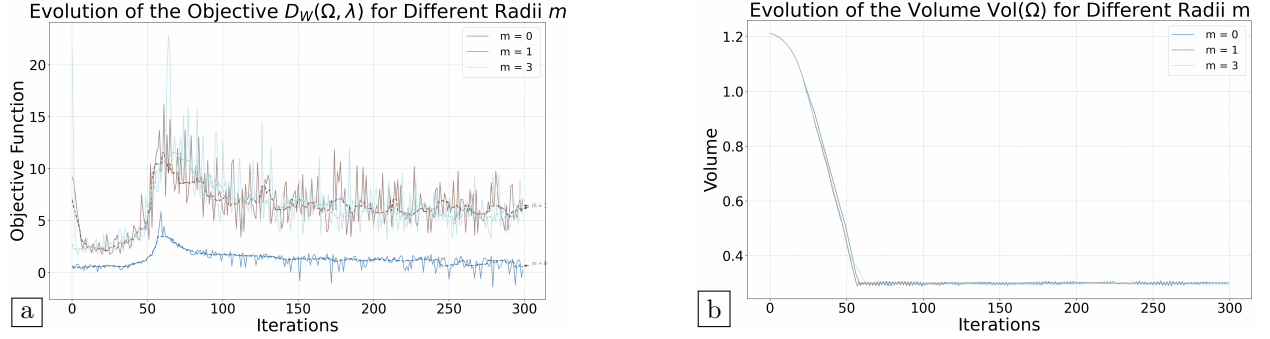 Evolution of the Objective D_W(Ω, λ) for Different Radii m
Objective Function
20
15
10
5
0
m = 0
m = 1
m = 3
m = 0
0 50 100 150 200 250 300
Iterations
a
Evolution of the Volume Vol(Ω) for Different Radii m
Volume
1.2
1.0
0.8
0.6
0.4
m = 0
m = 1
m = 3
0 50 100 150 200 250 300
Iterations
b